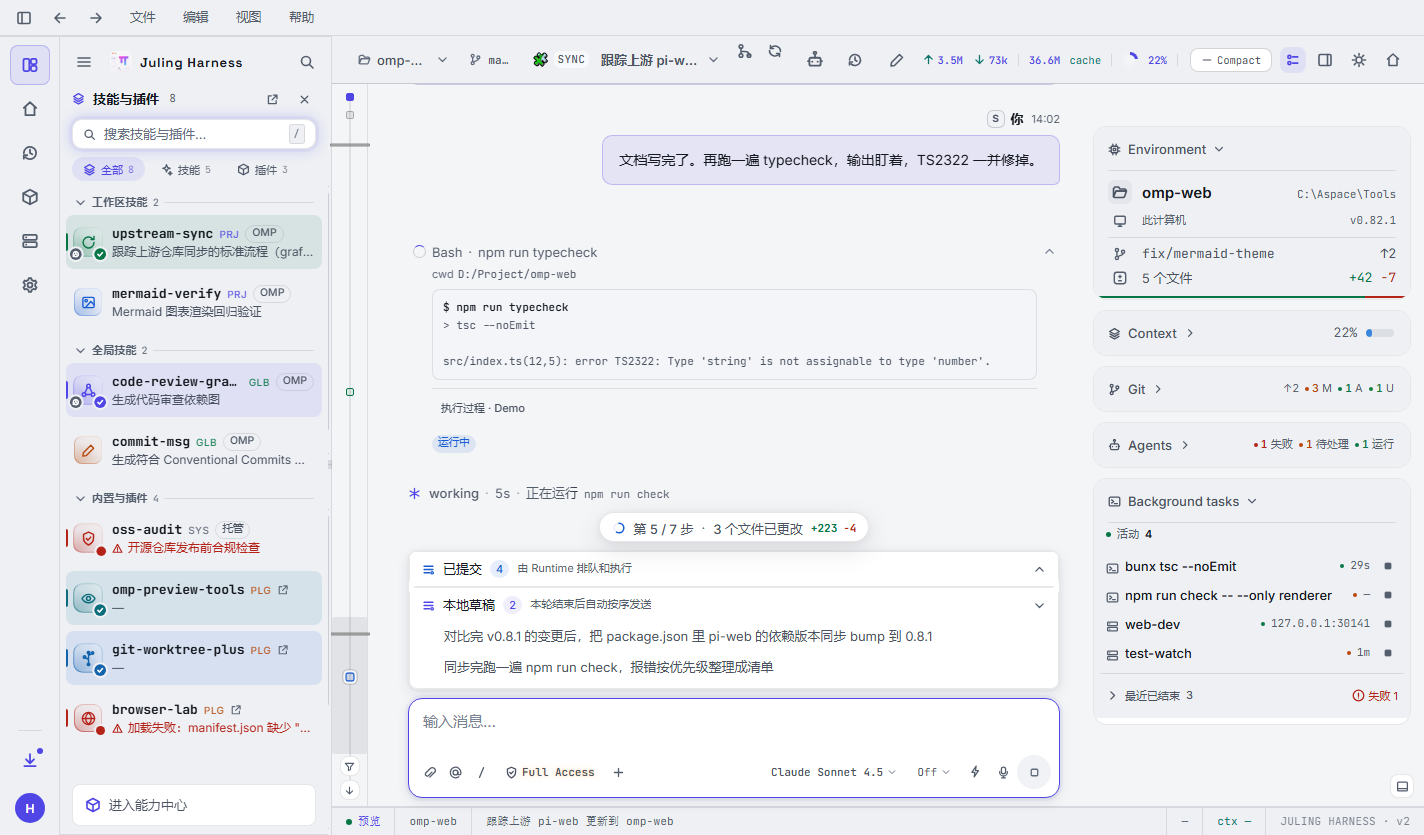 文件 编辑 视图 帮助
Juling Harness
技能与插件 8
搜索技能与插件... /
全部 8 技能 5 插件 3
工作区技能 2
upstream-sync PRJ OMP
跟踪上游仓库同步的标准流程（graf...
mermaid-verify PRJ OMP
Mermaid 图表渲染回归验证
全局技能 2
code-review-gra... GLB OMP
生成代码审查依赖图
commit-msg GLB OMP
生成符合 Conventional Commits ...
内置与插件 4
oss-audit SYS 托管
开源仓库发布前合规检查
omp-preview-tools PLG
—
git-worktree-plus PLG
—
browser-lab PLG
加载失败：manifest.json 缺少 "...
进入能力中心
H
omp-... ma... SYNC 跟踪上游 pi-w... ↑ 3.5M ↓ 73k 36.6M cache 22% — Compact
S 你 14:02
文档写完了。再跑一遍 typecheck，输出盯着，TS2322 一并修掉。
Bash · npm run typecheck
cwd D:/Project/omp-web
$ npm run typecheck
> tsc --noEmit
src/index.ts(12,5): error TS2322: Type 'string' is not assignable to type 'number'.
执行过程 · Demo
运行中
working · 5s · 正在运行 npm run check
第 5 / 7 步 · 3 个文件已更改 +223 -4
已提交 4 由 Runtime 排队和执行
本地草稿 2 本轮结束后自动按序发送
对比完 v0.8.1 的变更后，把 package.json 里 pi-web 的依赖版本同步 bump 到 0.8.1
同步完跑一遍 npm run check，报错按优先级整理成清单
输入消息...
@ / Full Access + Claude Sonnet 4.5 Off
Environment
omp-web C:\Aspace\Tools
此计算机 v0.82.1
fix/mermaid-theme ↑2
5 个文件 +42 -7
Context 22%
Git ↑2 3 M 1 A 1 U
Agents 1 失败 1 待处理 1 运行
Background tasks
活动 4
bunx tsc --noEmit 29s
npm run check -- --only renderer —
web-dev 127.0.0.1:30141
test-watch 1m
最近已结束 3 失败 1
预览 omp-web 跟踪上游 pi-web 更新到 omp-web — ctx — JULING HARNESS · v2